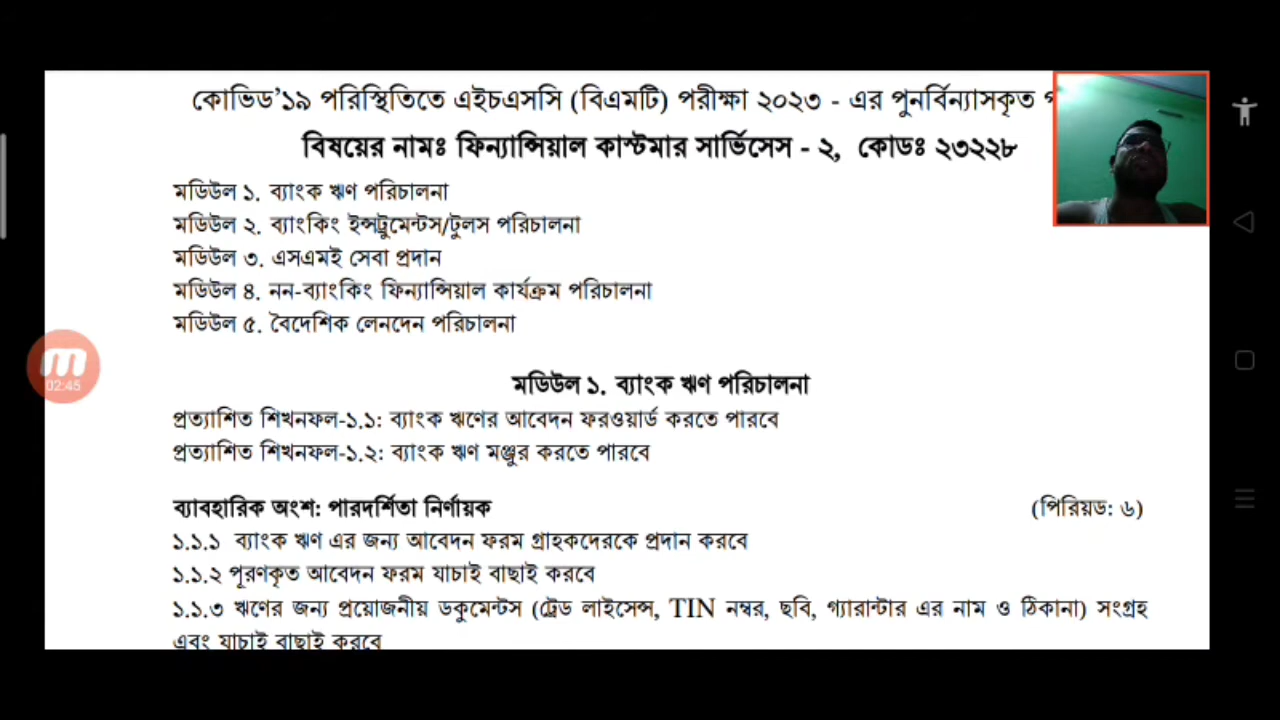 কোভিড'১৯ পরিস্থিতিতে এইচএসসি (বিএমটি) পরীক্ষা ২০২৩ - এর পুনর্বিন্যাসকৃত
বিষয়ের নামঃ ফিন্যান্সিয়াল কাস্টমার সার্ভিসেস - ২, কোডঃ ২৩২২৮
মডিউল ১. ব্যাংক ঋণ পরিচালনা
মডিউল ২. ব্যাংকিং ইন্সট্রুমেন্টস/টুলস পরিচালনা
মডিউল ৩. এসএমই সেবা প্রদান
মডিউল ৪. নন-ব্যাংকিং ফিন্যান্সিয়াল কার্যক্রম পরিচালনা
মডিউল ৫. বৈদেশিক লেনদেন পরিচালনা
02:45
মডিউল ১. ব্যাংক ঋণ পরিচালনা
প্রত্যাশিত শিখনফল-১.১: ব্যাংক ঋণের আবেদন ফরওয়ার্ড করতে পারবে
প্রত্যাশিত শিখনফল-১.২: ব্যাংক ঋণ মঞ্জুর করতে পারবে
ব্যাবহারিক অংশ: পারদর্শিতা নির্ণায়ক (পিরিয়ড: ৬)
১.১.১ ব্যাংক ঋণ এর জন্য আবেদন ফরম গ্রাহকদেরকে প্রদান করবে
১.১.২ পূরণকৃত আবেদন ফরম যাচাই বাছাই করবে
১.১.৩ ঋণের জন্য প্রয়োজনীয় ডকুমেন্টস (ট্রেড লাইসেন্স, TIN নম্বর, ছবি, গ্যারান্টার এর নাম ও ঠিকানা) সংগ্রহ
এবং যাচাই বাছাই করবে